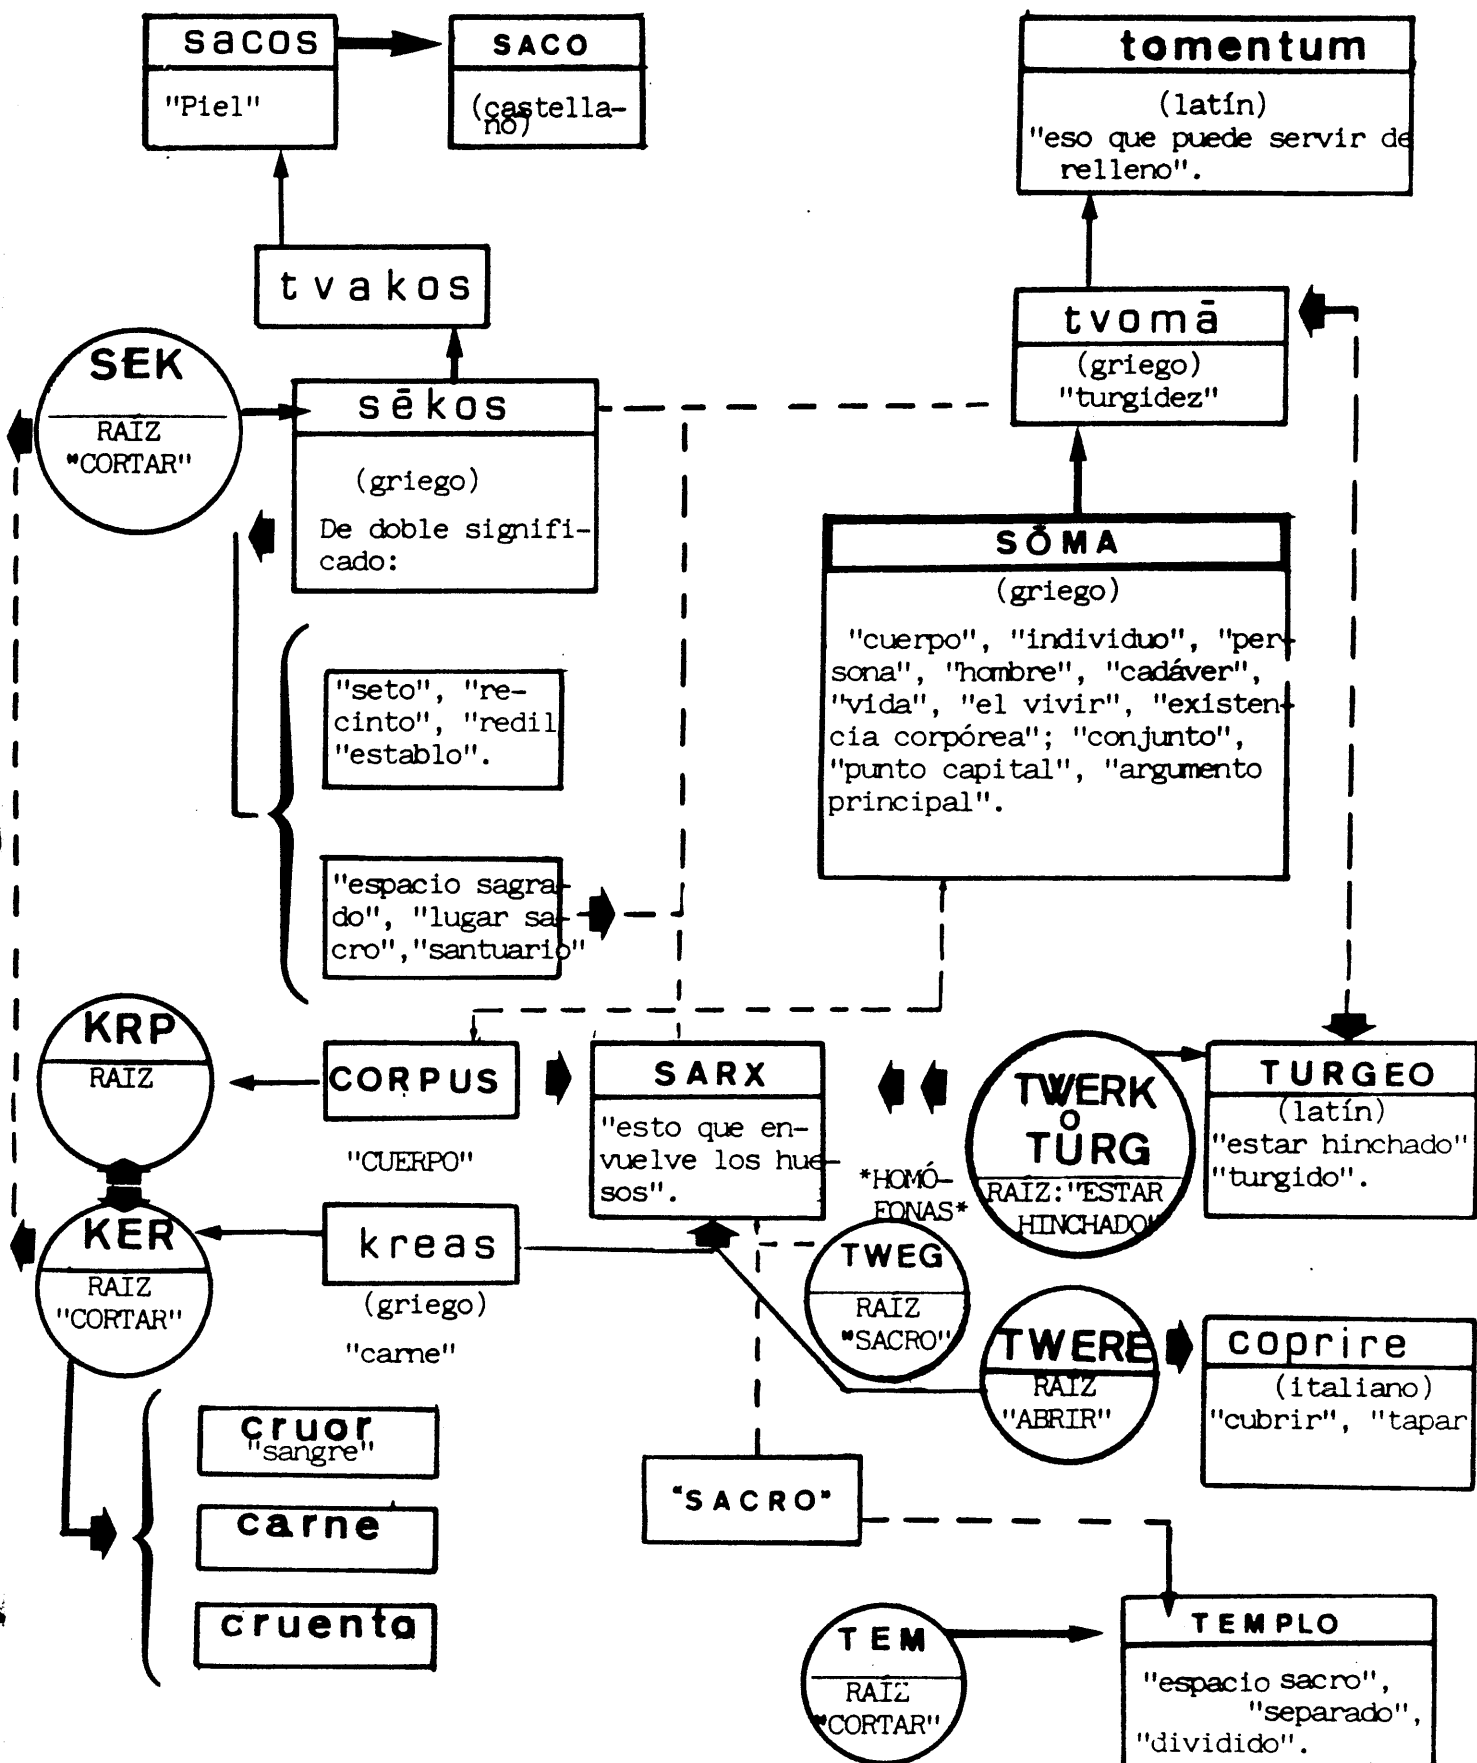 sacos
"Piel"
SACO
(castella-
no)
tomentum
(latín)
"eso que puede servir de
relleno".
tvakos
tvomā
(griego)
"turgidez"
SEK
RAÍZ
"CORTAR"
sēkos
(griego)
De doble signifi-
cado:
SŌMA
(griego)
"cuerpo", "individuo", "per-
sona", "hombre", "cadáver",
"vida", "el vivir", "existen-
cia corpórea"; "conjunto",
"punto capital", "argumento
principal".
"seto", "re-
cinto", "redil
"establo".
"espacio sagra-
do", "lugar sa-
cro","santuario"
KRP
RAIZ
CORPUS
"CUERPO"
SARX
"esto que en-
vuelve los hue-
sos".
*HOMÓ-
FONAS*
TWERK
O
TURG
RAÍZ:"ESTAR
HINCHADO"
TURGEO
(latín)
"estar hinchado"
"turgido".
KER
RAIZ
"CORTAR"
kreas
(griego)
"carne"
TWEG
RAÍZ
"SACRO"
TWERE
RAÍZ
"ABRIR"
coprire
(italiano)
"cubrir", "tapar
cruor
"sangre"
carne
cruenta
"SACRO"
TEM
RAÍZ
"CORTAR"
TEMPLO
"espacio sacro",
"separado",
"dividido".